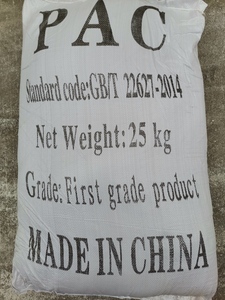 PAC
Standard code:GB/T 22627-2014
Net Weight:25 kg
Grade:First grade product
MADE IN CHINA